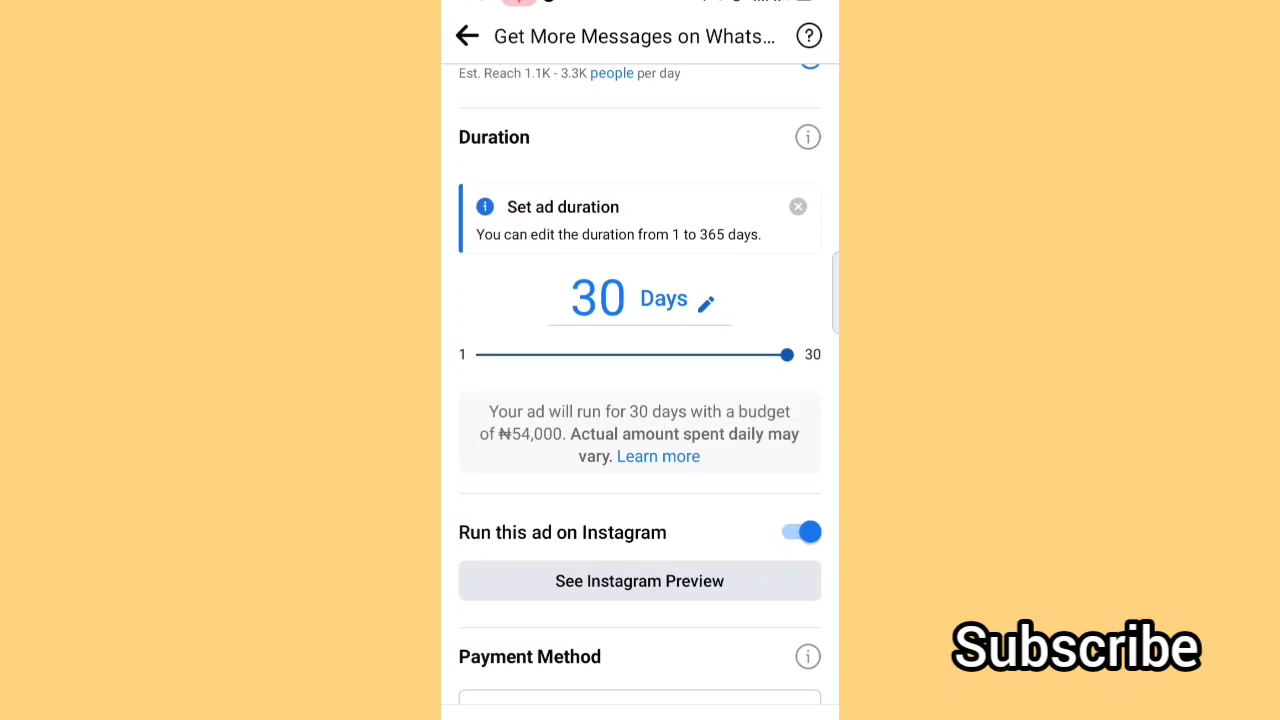 Get More Messages on Whats...
Est. Reach 1.1K - 3.3K people per day
Duration
Set ad duration
You can edit the duration from 1 to 365 days.
30 Days
1 30
Your ad will run for 30 days with a budget
of ₦54,000. Actual amount spent daily may
vary. Learn more
Run this ad on Instagram
See Instagram Preview
Payment Method
Subscribe